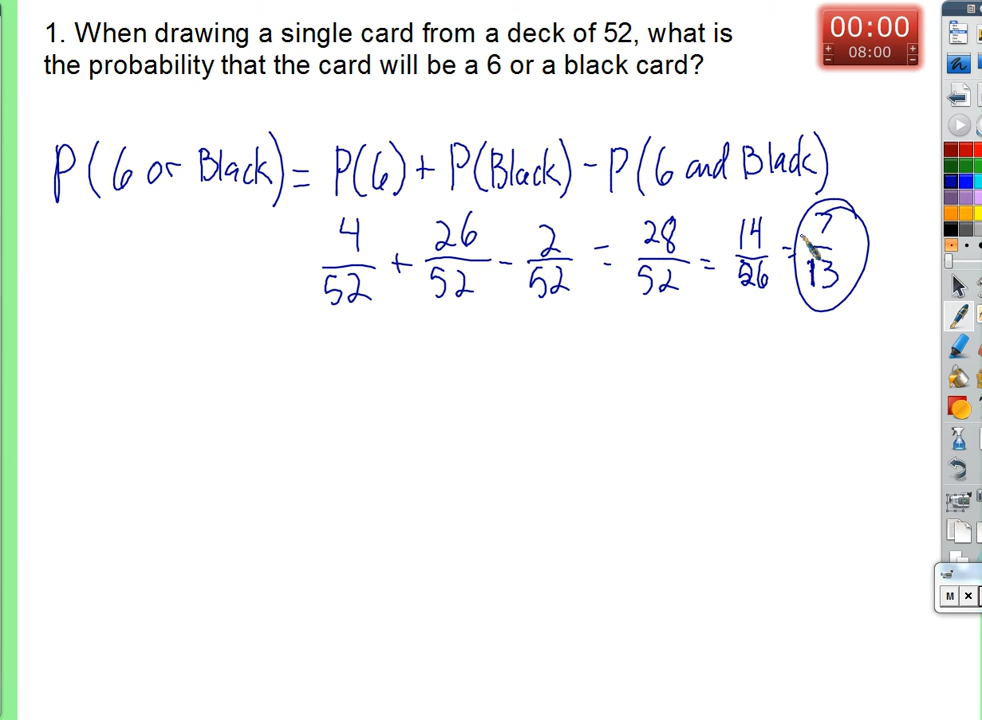 1. When drawing a single card from a deck of 52, what is
the probability that the card will be a 6 or a black card?
00:00
08:00
P(6 or Black) = P(6) + P(Black) - P(6 and Black)
4/52 + 26/52 - 2/52 = 28/52 = 14/26 = 7/13
M ×